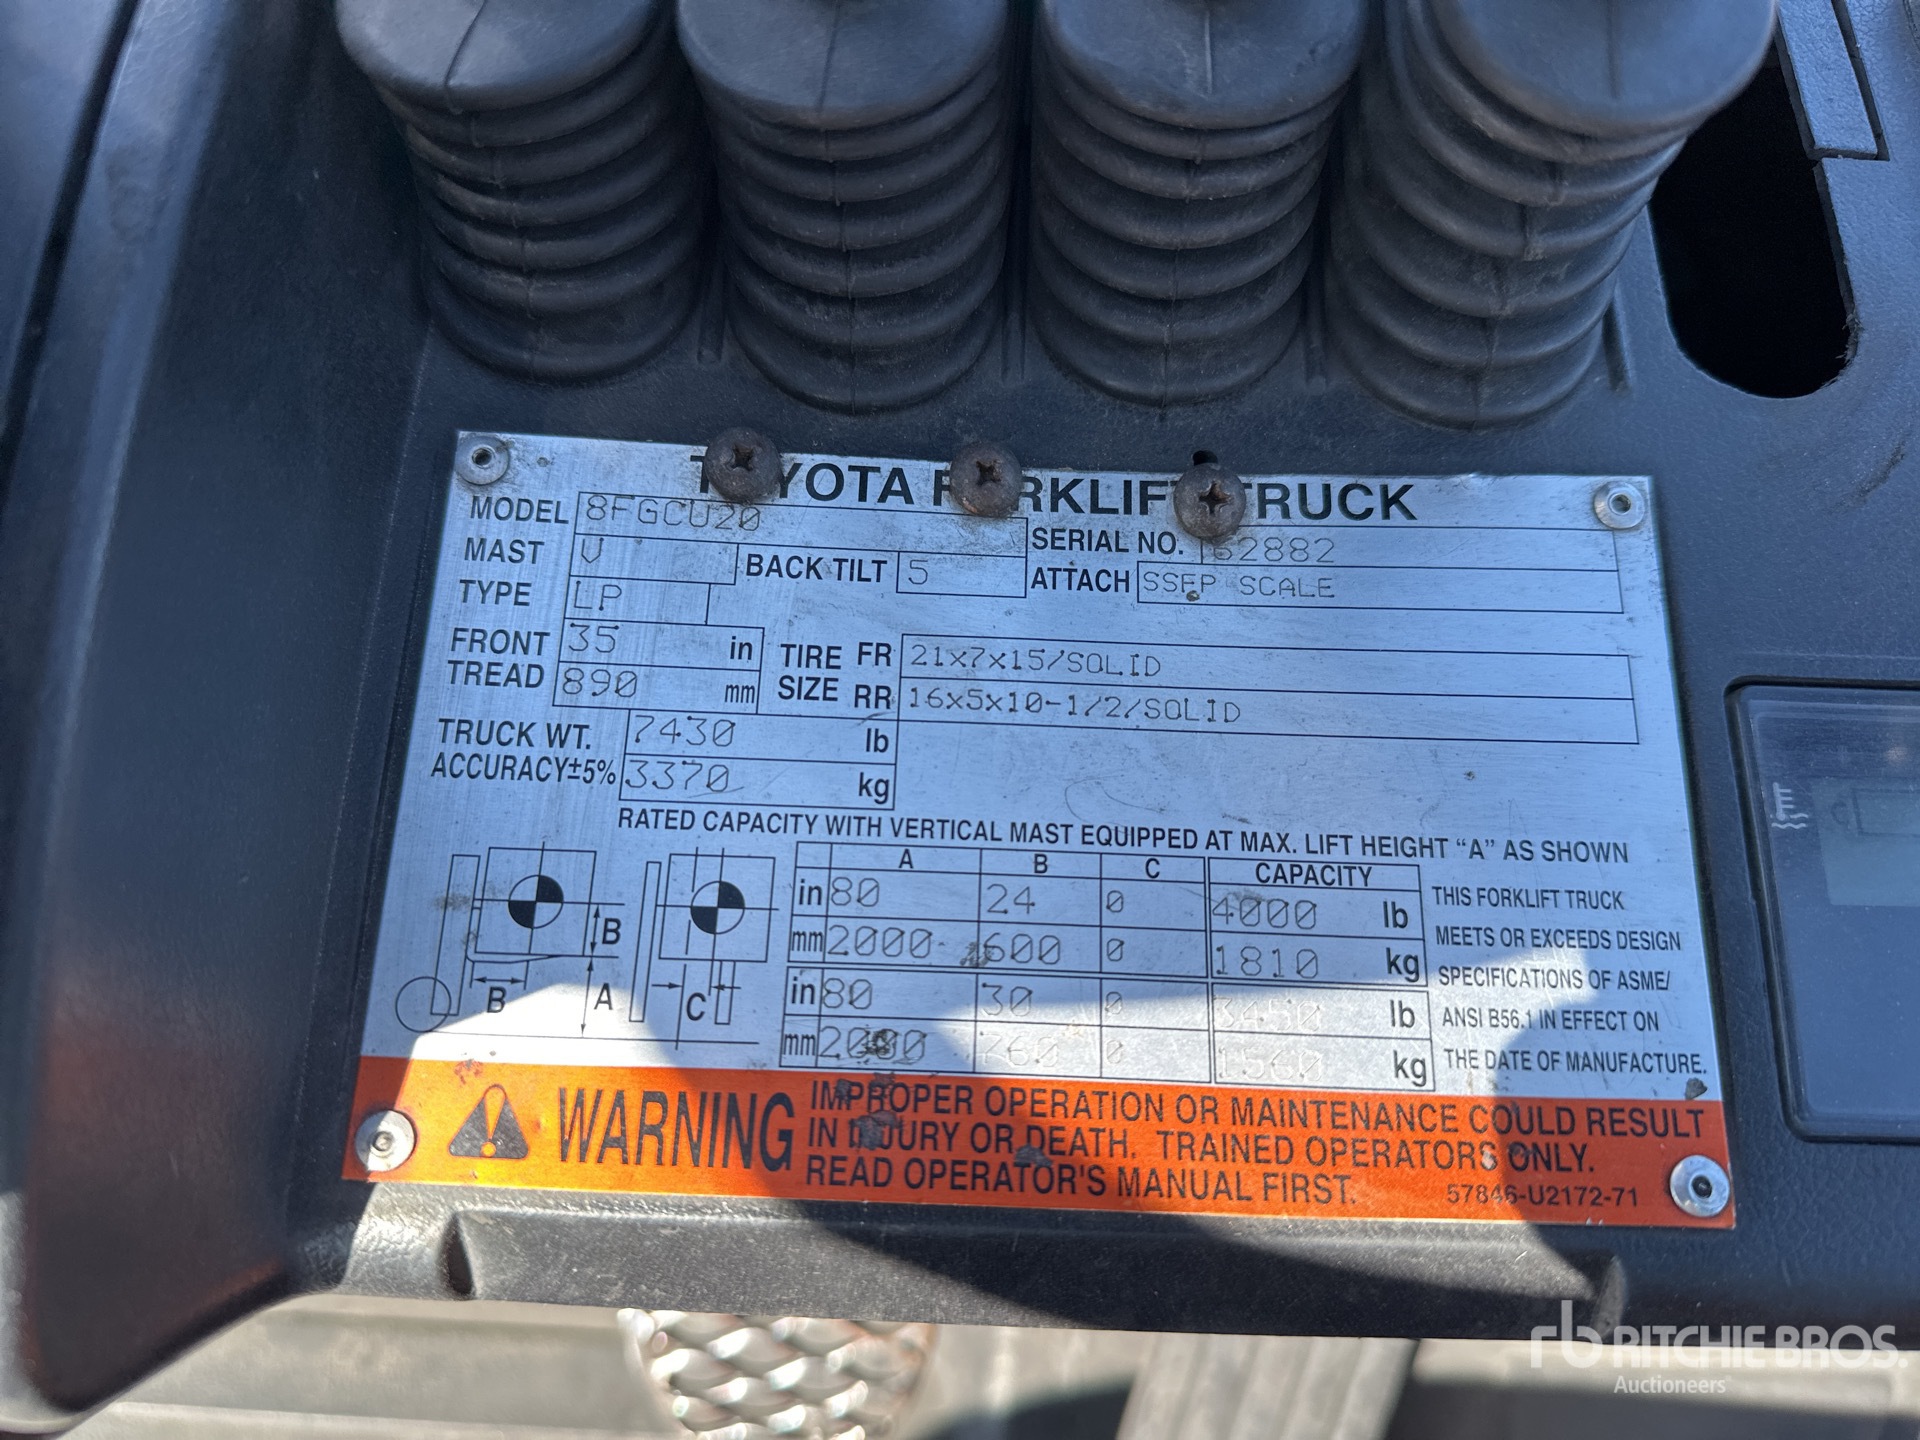 TOYOTA FORKLIFT TRUCK
MODEL 8FGCU20
SERIAL NO. 62882
MAST V BACK TILT 5 ATTACH SSFP SCALE
TYPE LP
FRONT TREAD 35 in
890 mm
TIRE SIZE FR 21x7x15/SOLID
RR 16x5x10-1/2/SOLID
TRUCK WT. 7430 lb
ACCURACY±5% 3370 kg
RATED CAPACITY WITH VERTICAL MAST EQUIPPED AT MAX. LIFT HEIGHT "A" AS SHOWN
A B C CAPACITY
in 80 24 0 4000 lb
mm 2000 600 0 1810 kg
in 80 30 0 3450 lb
mm 2000 760 0 1560 kg
B
B A C
THIS FORKLIFT TRUCK
MEETS OR EXCEEDS DESIGN
SPECIFICATIONS OF ASME/
ANSI B56.1 IN EFFECT ON
THE DATE OF MANUFACTURE.
WARNING
IMPROPER OPERATION OR MAINTENANCE COULD RESULT
IN INJURY OR DEATH. TRAINED OPERATORS ONLY.
READ OPERATOR'S MANUAL FIRST.
57846-U2172-71
rb RITCHIE BROS.
Auctioneers